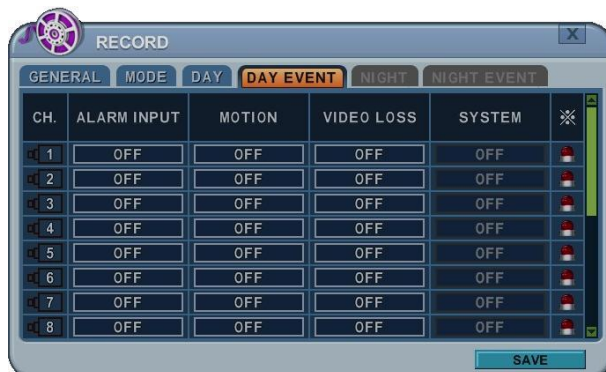 RECORD
X
GENERAL MODE DAY DAY EVENT NIGHT NIGHT EVENT
CH. ALARM INPUT MOTION VIDEO LOSS SYSTEM ※
1 OFF OFF OFF OFF
2 OFF OFF OFF OFF
3 OFF OFF OFF OFF
4 OFF OFF OFF OFF
5 OFF OFF OFF OFF
6 OFF OFF OFF OFF
7 OFF OFF OFF OFF
8 OFF OFF OFF OFF
SAVE